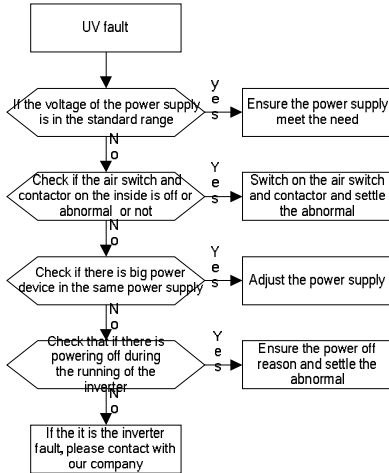 UV fault
If the voltage of the power supply
is in the standard range
yes
Ensure the power supply
meet the need
No
Check if the air switch and
contactor on the inside is off or
abnormal or not
Yes
Switch on the air switch
and contactor and settle
the abnormal
No
Check if there is big power
device in the same power supply
Yes
Adjust the power supply
No
Check that if there is
powering off during
the running of the
inverter
Yes
Ensure the power off
reason and settle the
abnormal
No
If the it is the inverter
fault, please contact with
our company